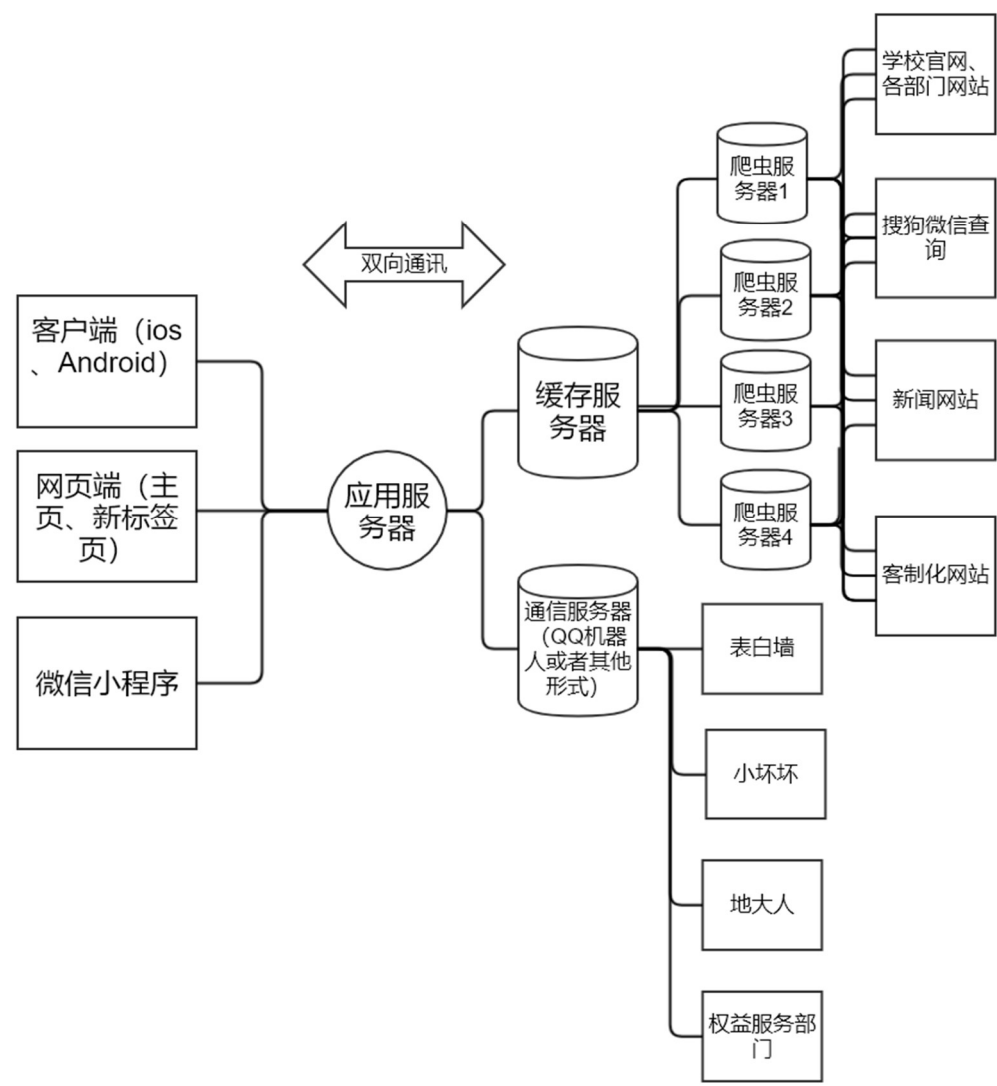 学校官网、
各部门网站
爬虫服
务器1
搜狗微信查
询
双向通讯
爬虫服
务器2
客户端（ios
、Android）
缓存服
务器
爬虫服
务器3
新闻网站
网页端（主
页、新标签
页）
应用服
务器
爬虫服
务器4
客制化网站
通信服务器
（QQ机器
人或者其他
形式）
表白墙
微信小程序
小坏坏
地大人
权益服务部
门